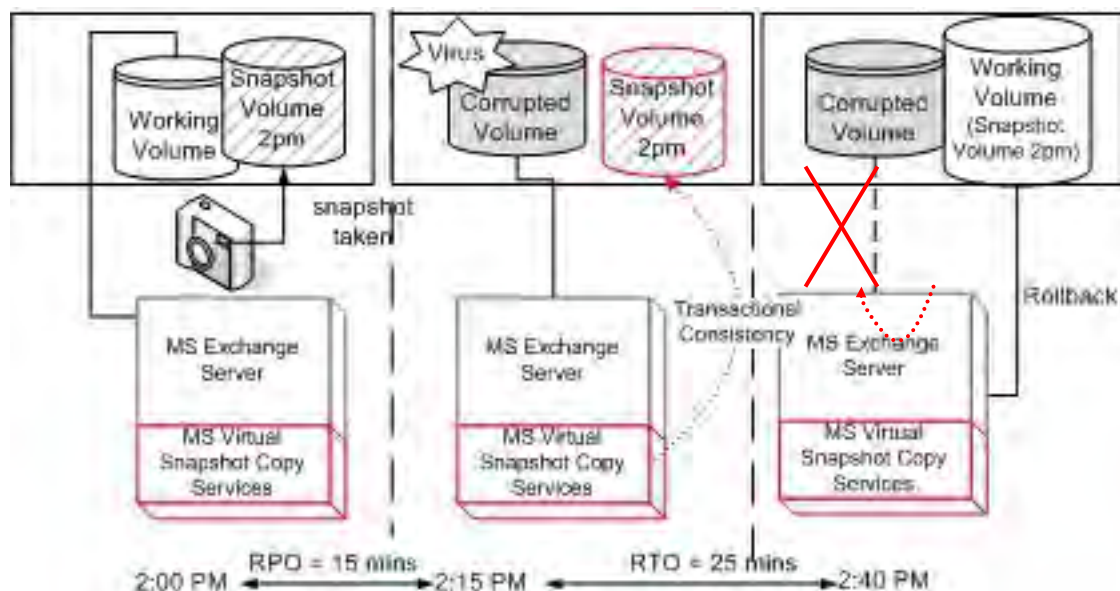 Working
Volume
Snapshot
Volume
2pm
snapshot
taken
MS Exchange
Server
MS Virtual
Snapshot Copy
Services
Virus
Corrupted
Volume
Snapshot
Volume
2pm
Transactional
Consistency
MS Exchange
Server
MS Virtual
Snapshot Copy
Services
Corrupted
Volume
Working
Volume
(Snapshot
Volume 2pm)
Rollback
MS Exchange
Server
MS Virtual
Snapshot Copy
Services
RPO = 15 mins
RTO = 25 mins
2:00 PM
2:15 PM
2:40 PM